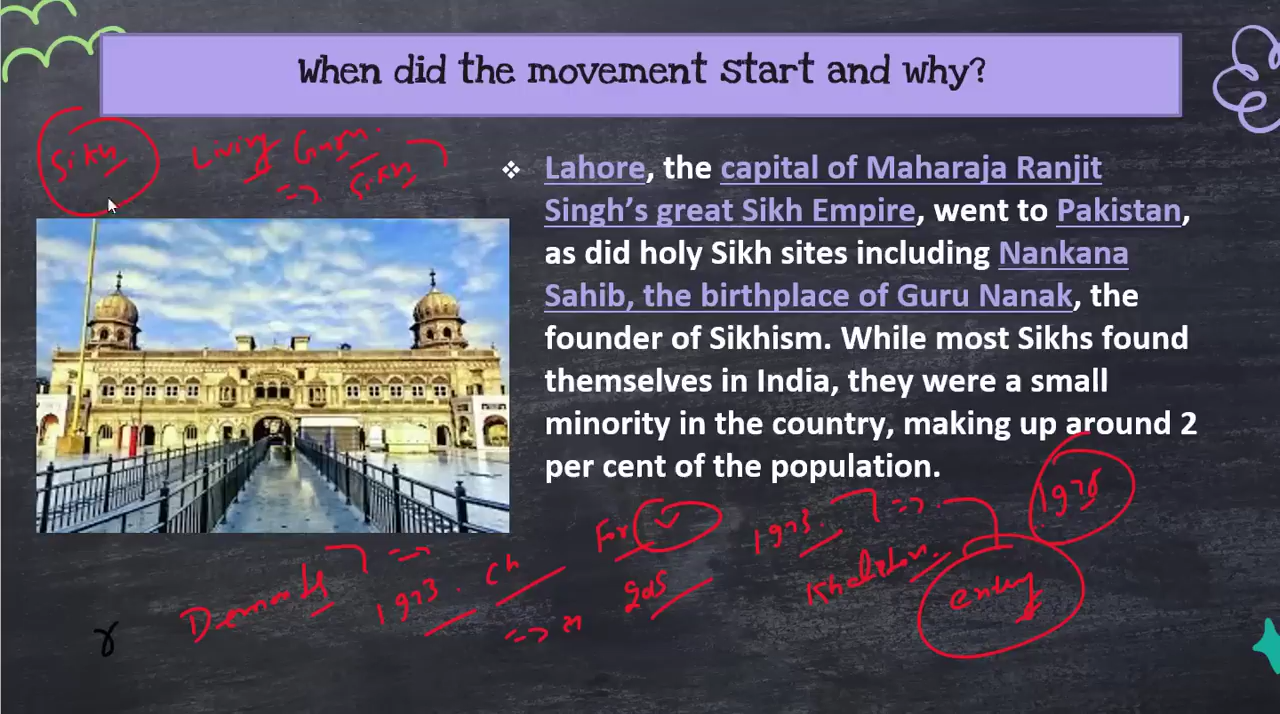 When did the movement start and why?
Sikh
Living Guru
=> Sikh
❖ Lahore, the capital of Maharaja Ranjit
Singh’s great Sikh Empire, went to Pakistan,
as did holy Sikh sites including Nankana
Sahib, the birthplace of Guru Nanak, the
founder of Sikhism. While most Sikhs found
themselves in India, they were a small
minority in the country, making up around 2
per cent of the population.
1973 =>
For
Demands =>
1973. Ch
Khalistan